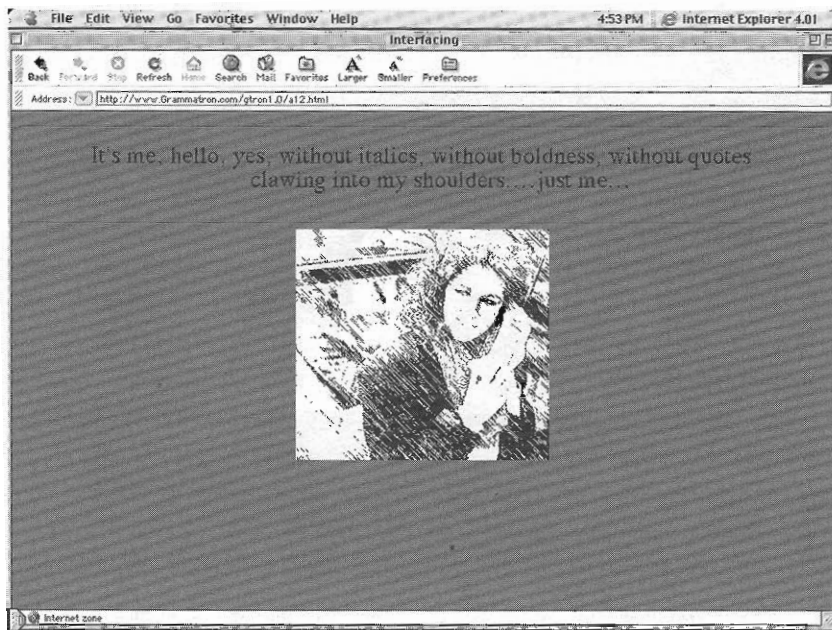 File Edit View Go Favorites Window Help 4:53 PM Internet Explorer 4.01
Interfacing
Back Forward Stop Refresh Home Search Mail Favorites Larger Smaller Preferences
Address: http://www.Grammatron.com/gtron1.0/a12.html
It's me, hello, yes, without italics, without boldness, without quotes
clawing into my shoulders....just me...
Internet zone